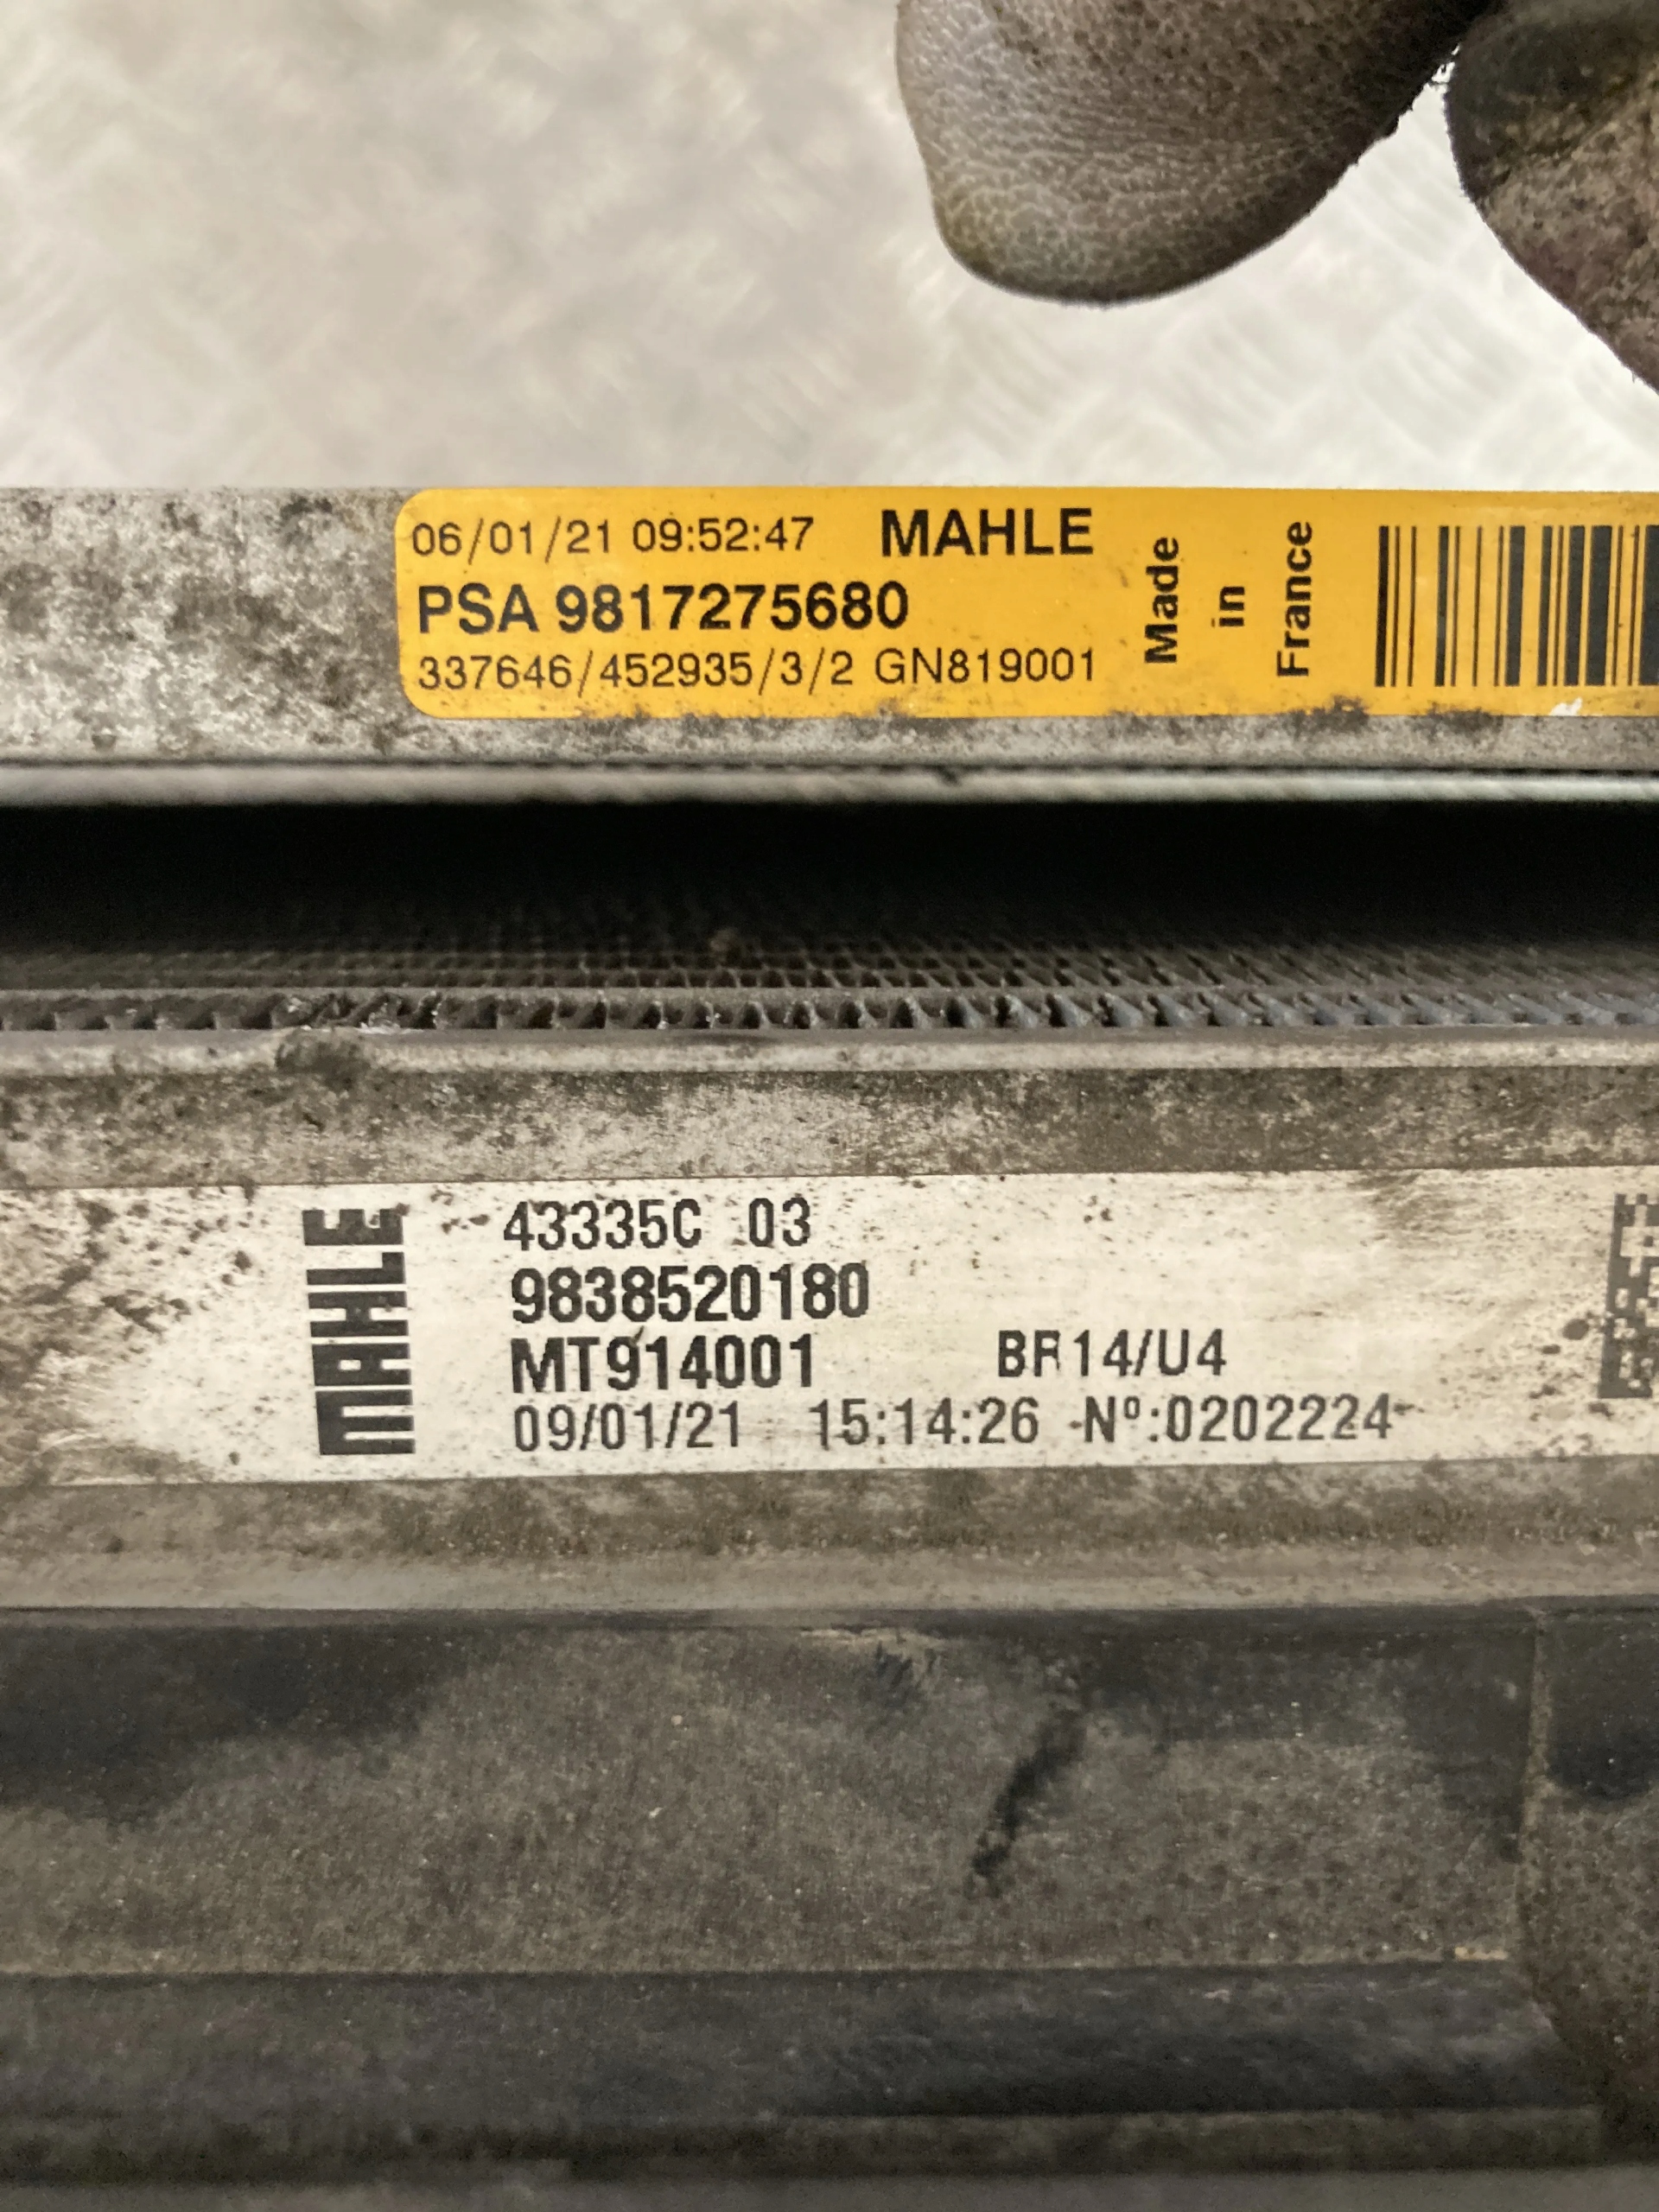 06/01/21 09:52:47 MAHLE
PSA 9817275680
337646/452935/3/2 GN819001
Made
in
France
MAHLE
43335C 03
9838520180
MT914001 BR14/U4
09/01/21 15:14:26 Nº:0202224